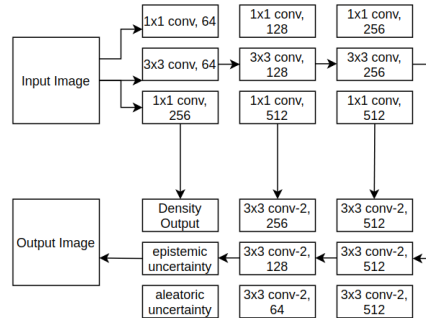 Input Image
1x1 conv, 64
3x3 conv, 64
1x1 conv,
256
1x1 conv,
128
3x3 conv,
128
1x1 conv,
512
1x1 conv,
256
3x3 conv,
256
1x1 conv,
512
Output Image
Density
Output
epistemic
uncertainty
aleatoric
uncertainty
3x3 conv-2,
256
3x3 conv-2,
128
3x3 conv-2,
64
3x3 conv-2,
512
3x3 conv-2,
512
3x3 conv-2,
512